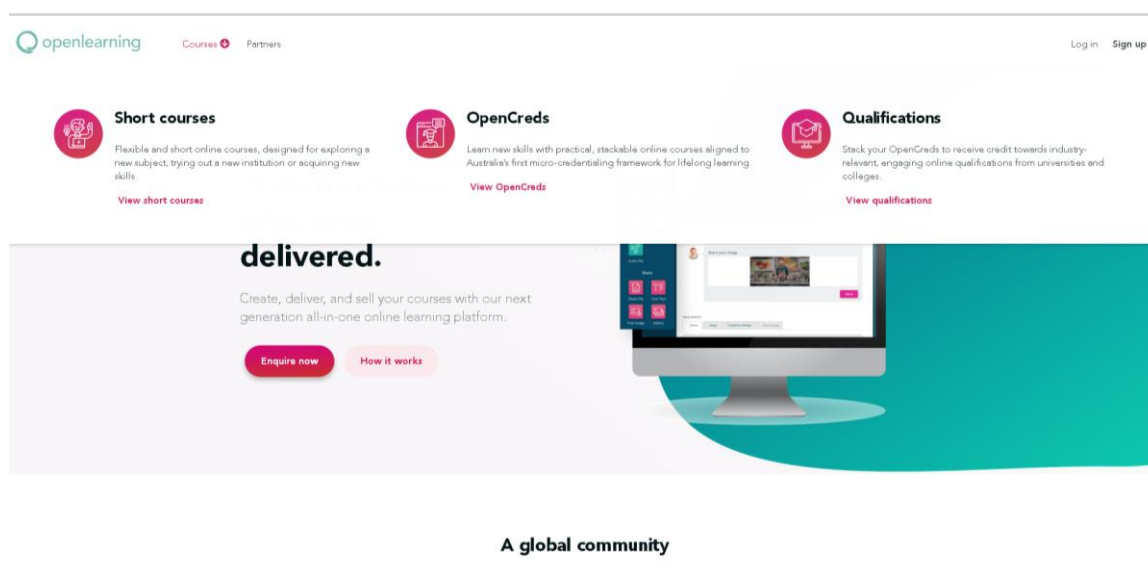 openlearning
Courses
Partners
Log in
Sign up
Short courses
Flexible and short online courses, designed for exploring a
new subject, trying out a new institution or acquiring new
skills.
View short courses
OpenCreds
Learn new skills with practical, stackable online courses aligned to
Australia's first micro-credentialing framework for lifelong learning.
View OpenCreds
Qualifications
Stack your OpenCreds to receive credit towards industry-
relevant, engaging online qualifications from universities and
colleges.
View qualifications
delivered.
Create, deliver, and sell your courses with our next
generation all-in-one online learning platform.
Enquire now
How it works
Share your image
Share
A global community